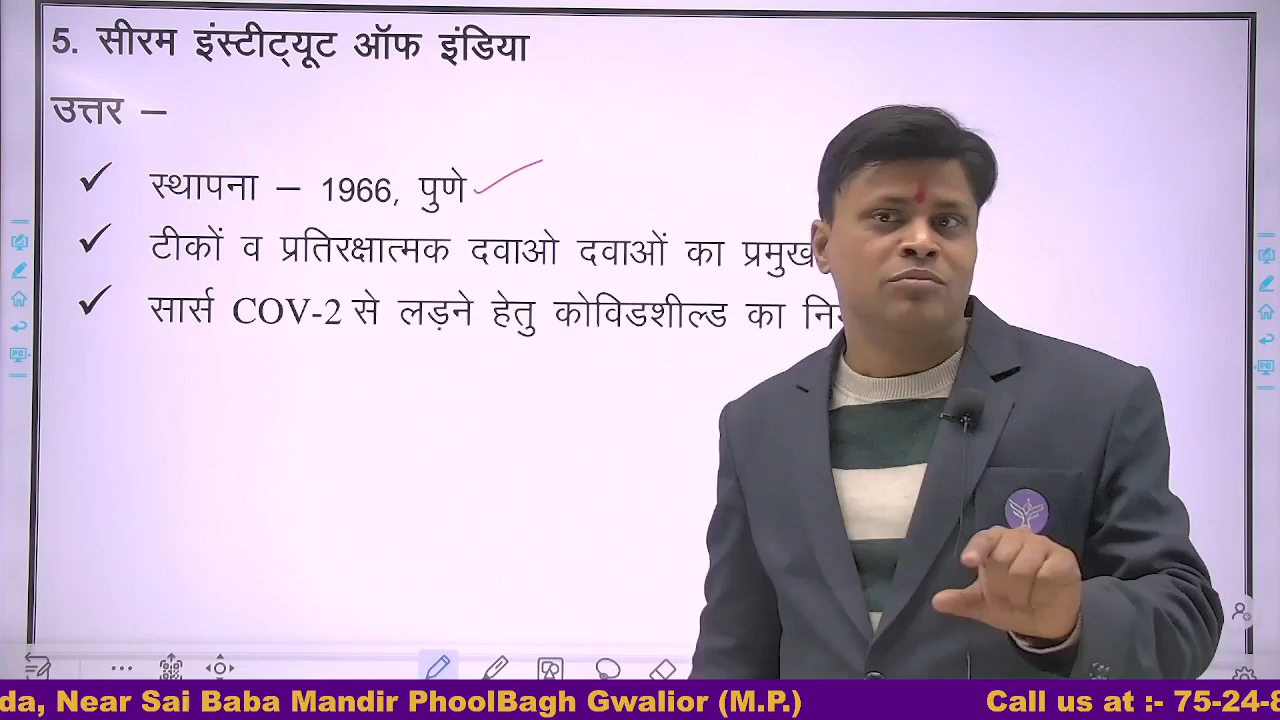 5. सीरम इंस्टीट्यूट ऑफ इंडिया
उत्तर –
✓ स्थापना – 1966, पुणे
✓ टीकों व प्रतिरक्षात्मक दवाओ दवाओं का प्रमुख
✓ सार्स COV-2 से लड़ने हेतु कोविडशील्ड का
da, Near Sai Baba Mandir PhoolBagh Gwalior (M.P.) Call us at :- 75-24-8